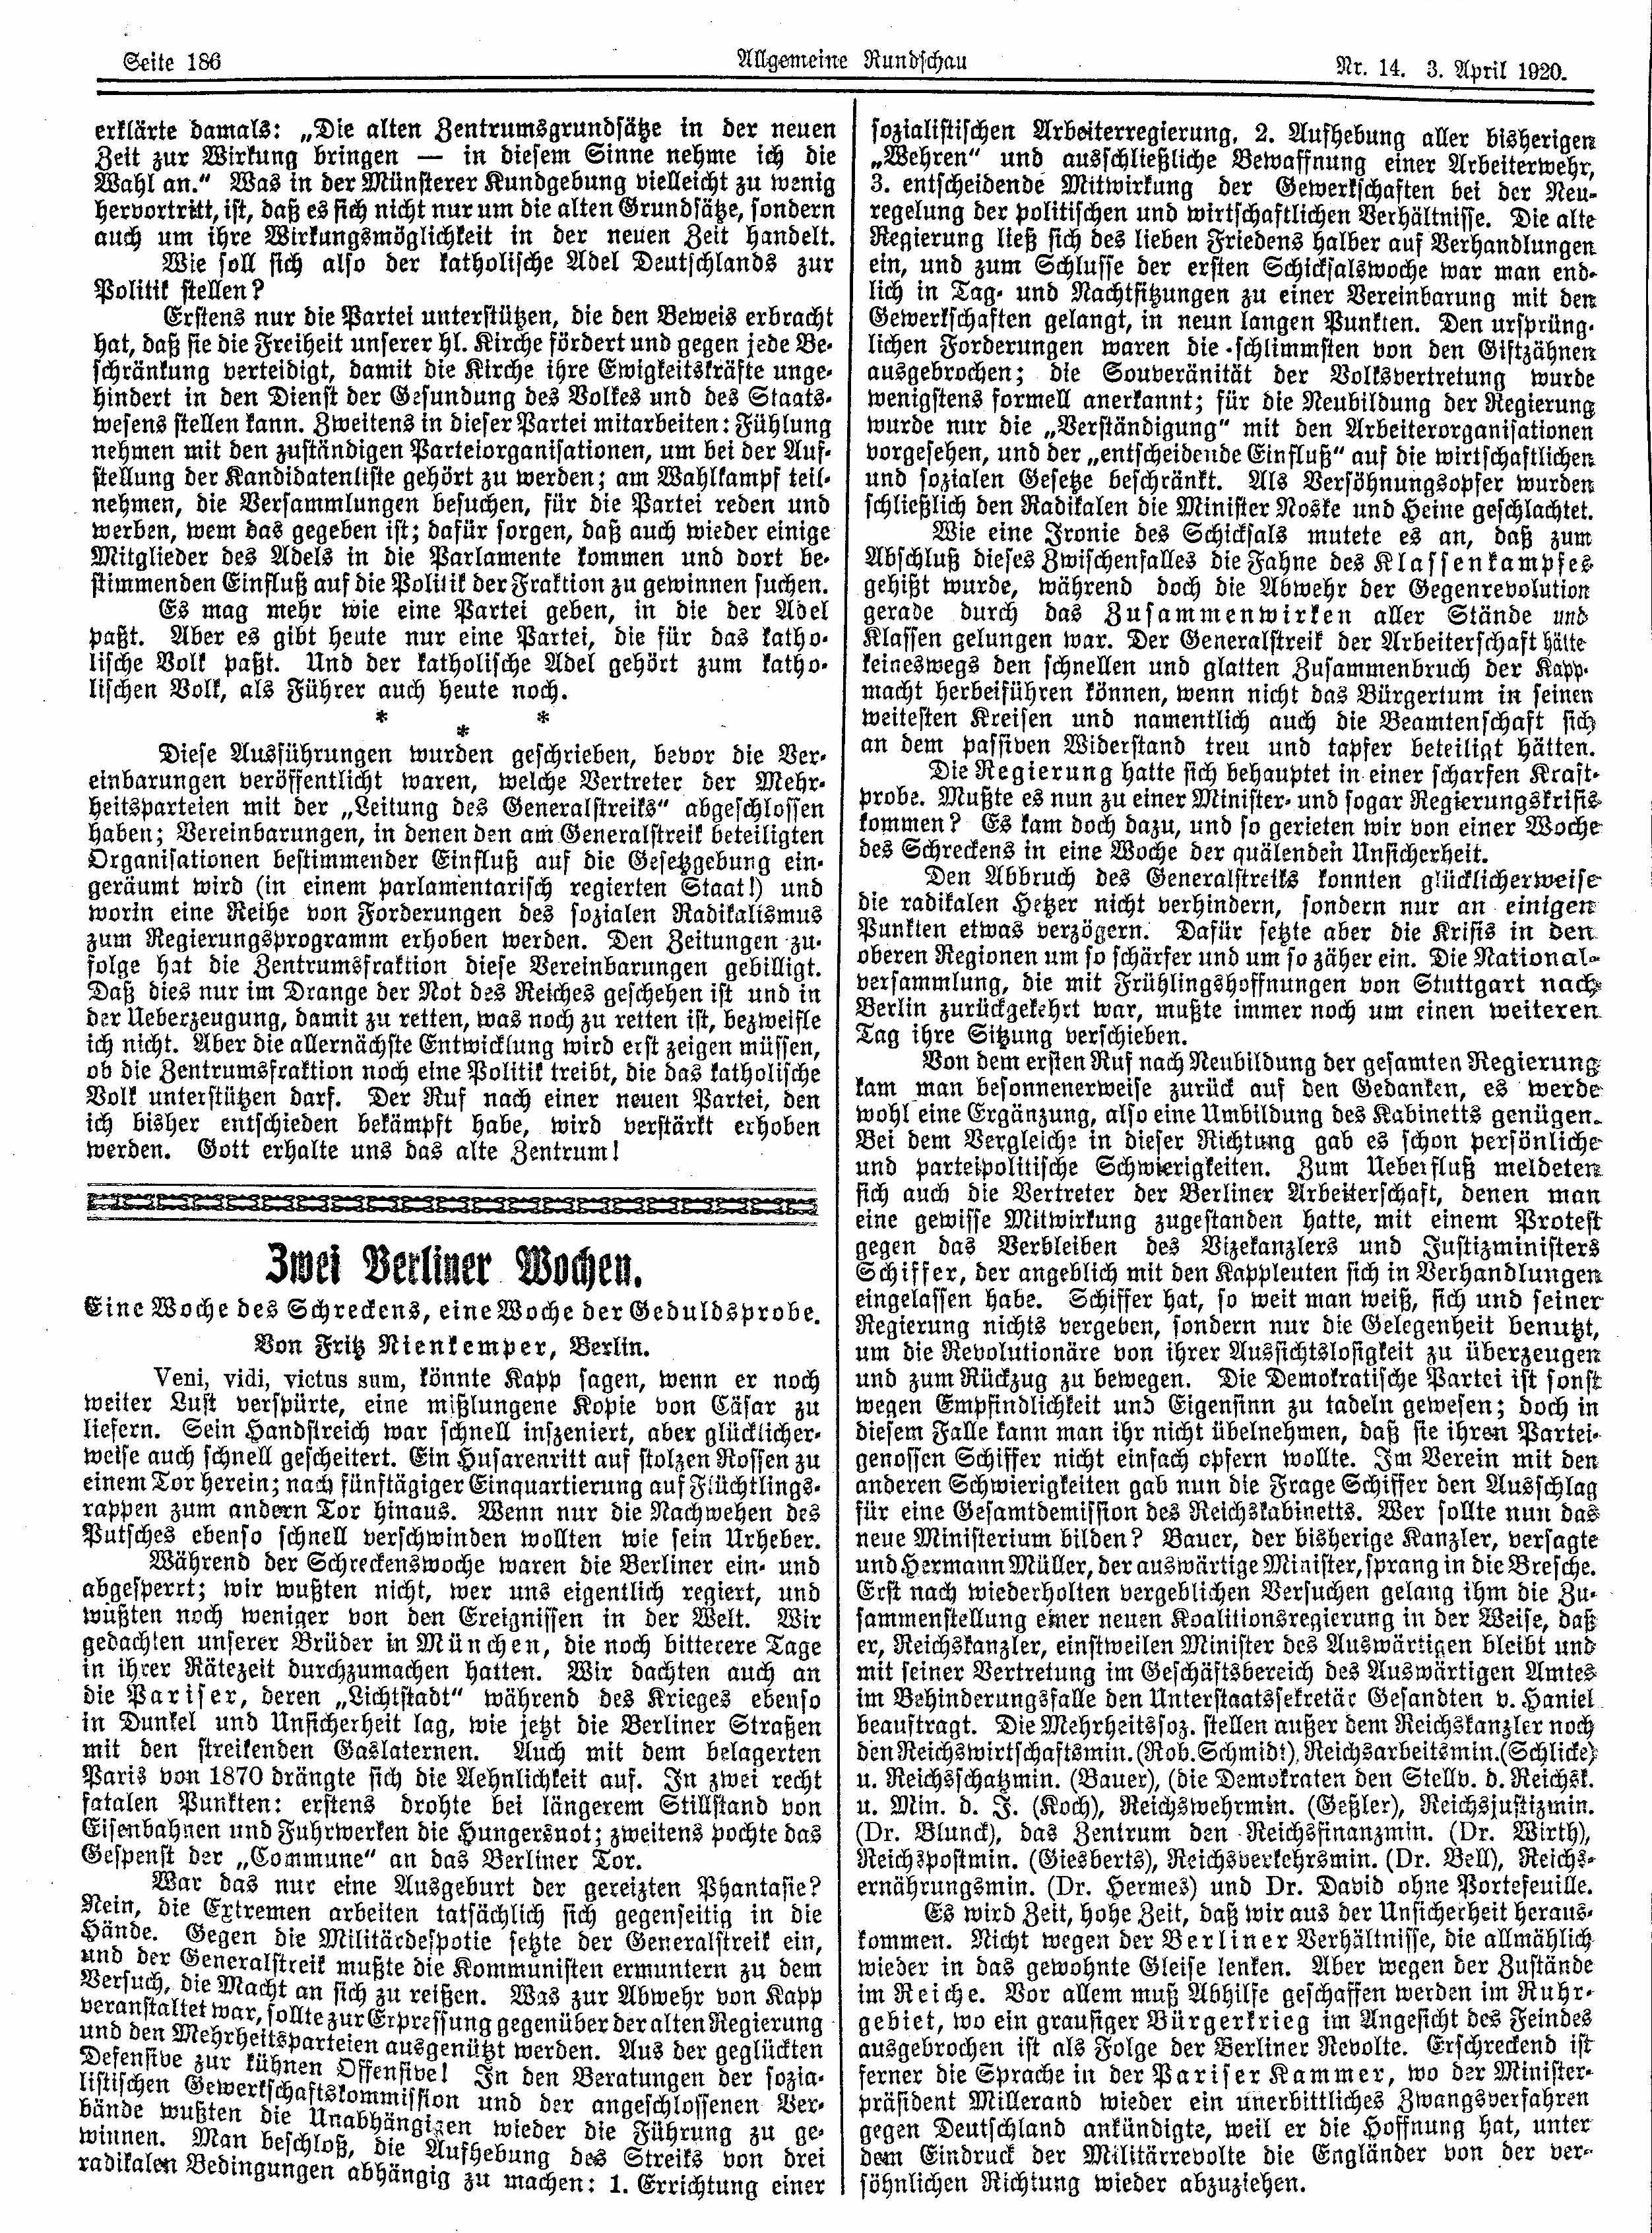 Seite 186
Allgemeine Rundschau
Nr. 14. 3. April 1920.
erklärte damals: „Die alten Zentrumsgrundsätze in der neuen
Zeit zur Wirkung bringen — in diesem Sinne nehme ich die
Wahl an.“ Was in der Münsterer Kundgebung vielleicht zu wenig
hervortritt, ist, daß es sich nicht nur um die alten Grundsätze, sondern
auch um ihre Wirkungsmöglichkeit in der neuen Zeit handelt.
Wie soll sich also der katholische Adel Deutschlands zur
Politik stellen?
Erstens nur die Partei unterstützen, die den Beweis erbracht
hat, daß sie die Freiheit unserer hl. Kirche fördert und gegen jede Be-
schränkung verteidigt, damit die Kirche ihre Ewigkeitskräfte unge-
hindert in den Dienst der Gesundung des Volkes und des Staats-
wesens stellen kann. Zweitens in dieser Partei mitarbeiten: Fühlung
nehmen mit den zuständigen Parteiorganisationen, um bei der Auf-
stellung der Kandidatenliste gehört zu werden; am Wahlkampf teil-
nehmen, die Versammlungen besuchen, für die Partei reden und
werben, wem das gegeben ist; dafür sorgen, daß auch wieder einige
Mitglieder des Adels in die Parlamente kommen und dort be-
stimmenden Einfluß auf die Politik der Fraktion zu gewinnen suchen.
Es mag mehr wie eine Partei geben, in die der Adel
paßt. Aber es gibt heute nur eine Partei, die für das katho-
lische Volk paßt. Und der katholische Adel gehört zum katho-
lischen Volk, als Führer auch heute noch.
* * *
Diese Ausführungen wurden geschrieben, bevor die Ver-
einbarungen veröffentlicht waren, welche Vertreter der Mehr-
heitsparteien mit der „Leitung des Generalstreiks“ abgeschlossen
haben; Vereinbarungen, in denen den am Generalstreik beteiligten
Organisationen bestimmender Einfluß auf die Gesetzgebung ein-
geräumt wird (in einem parlamentarisch regierten Staat!) und
worin eine Reihe von Forderungen des sozialen Radikalismus
zum Regierungsprogramm erhoben werden. Den Zeitungen zu-
folge hat die Zentrumsfraktion diese Vereinbarungen gebilligt.
Daß dies nur im Drange der Not des Reiches geschehen ist und in
der Ueberzeugung, damit zu retten, was noch zu retten ist, bezweifle
ich nicht. Aber die allernächste Entwicklung wird erst zeigen müssen,
ob die Zentrumsfraktion noch eine Politik treibt, die das katholische
Volk unterstützen darf. Der Ruf nach einer neuen Partei, den
ich bisher entschieden bekämpft habe, wird verstärkt erhoben
werden. Gott erhalte uns das alte Zentrum!
Zwei Berliner Wochen.
Eine Woche des Schreckens, eine Woche der Geduldsprobe.
Von Fritz Nienkemper, Berlin.
Veni, vidi, victus sum, könnte Kapp sagen, wenn er noch
weiter Lust verspürte, eine mißlungene Kopie von Cäsar zu
liefern. Sein Handstreich war schnell inszeniert, aber glücklicher-
weise auch schnell gescheitert. Ein Husarenritt auf stolzen Rossen zu
einem Tor herein; nach fünftägiger Einquartierung auf Flüchtlings-
rappen zum andern Tor hinaus. Wenn nur die Nachwehen des
Putsches ebenso schnell verschwinden wollten wie sein Urheber.
Während der Schreckenswoche waren die Berliner ein- und
abgesperrt; wir wußten nicht, wer uns eigentlich regiert, und
wußten noch weniger von den Ereignissen in der Welt. Wir
gedachten unserer Brüder in München, die noch bitterere Tage
in ihrer Rätezeit durchzumachen hatten. Wir dachten auch an
die Pariser, deren „Lichtstadt“ während des Krieges ebenso
in Dunkel und Unsicherheit lag, wie jetzt die Berliner Straßen
mit den streikenden Gaslaternen. Auch mit dem belagerten
Paris von 1870 drängte sich die Aehnlichkeit auf. In zwei recht
fatalen Punkten: erstens drohte bei längerem Stillstand von
Eisenbahnen und Fuhrwerken die Hungersnot; zweitens pochte das
Gespenst der „Commune“ an das Berliner Tor.
War das nur eine Ausgeburt der gereizten Phantasie?
Nein, die Extremen arbeiten tatsächlich sich gegenseitig in die
Hände. Gegen die Militärdespotie setzte der Generalstreik ein,
und der Generalstreik mußte die Kommunisten ermuntern zu dem
Versuch, die Macht an sich zu reißen. Was zur Abwehr von Kapp
veranstaltet war, sollte zur Erpressung gegenüber der alten Regierung
und den Mehrheitsparteien ausgenützt werden. Aus der geglückten
Defensive zur kühnen Offensive! In den Beratungen der sozia-
listischen Gewerkschaftskommission und der angeschlossenen Ver-
bände wußten die Unabhängigen wieder die Führung zu ge-
winnen. Man beschloß, die Aufhebung des Streiks von drei
radikalen Bedingungen abhängig zu machen: 1. Errichtung einer
sozialistischen Arbeiterregierung, 2. Aufhebung aller bisherigen
„Wehren“ und ausschließliche Bewaffnung einer Arbeiterwehr,
3. entscheidende Mitwirkung der Gewerkschaften bei der Neu-
regelung der politischen und wirtschaftlichen Verhältnisse. Die alte
Regierung ließ sich des lieben Friedens halber auf Verhandlungen
ein, und zum Schlusse der ersten Schicksalswoche war man end-
lich in Tag- und Nachtsitzungen zu einer Vereinbarung mit den
Gewerkschaften gelangt, in neun langen Punkten. Den ursprüng-
lichen Forderungen waren die schlimmsten von den Giftzähnen
ausgebrochen; die Souveränität der Volksvertretung wurde
wenigstens formell anerkannt; für die Neubildung der Regierung
wurde nur die „Verständigung“ mit den Arbeiterorganisationen
vorgesehen, und der „entscheidende Einfluß“ auf die wirtschaftlichen
und sozialen Gesetze beschränkt. Als Versöhnungsopfer wurden
schließlich den Radikalen die Minister Noske und Heine geschlachtet.
Wie eine Ironie des Schicksals mutete es an, daß zum
Abschluß dieses Zwischenfalles die Fahne des Klassenkampfes
gehißt wurde, während doch die Abwehr der Gegenrevolution
gerade durch das Zusammenwirken aller Stände und
Klassen gelungen war. Der Generalstreik der Arbeiterschaft hätte
keineswegs den schnellen und glatten Zusammenbruch der Kapp-
macht herbeiführen können, wenn nicht das Bürgertum in seinen
weitesten Kreisen und namentlich auch die Beamtenschaft sich
an dem passiven Widerstand treu und tapfer beteiligt hätten.
Die Regierung hatte sich behauptet in einer scharfen Kraft-
probe. Mußte es nun zu einer Minister- und sogar Regierungskrisis
kommen? Es kam doch dazu, und so gerieten wir von einer Woche
des Schreckens in eine Woche der quälenden Unsicherheit.
Den Abbruch des Generalstreiks konnten glücklicherweise
die radikalen Hetzer nicht verhindern, sondern nur an einigen
Punkten etwas verzögern. Dafür setzte aber die Krisis in den
oberen Regionen um so schärfer und um so zäher ein. Die National-
versammlung, die mit Frühlingshoffnungen von Stuttgart nach
Berlin zurückgekehrt war, mußte immer noch um einen weiteren
Tag ihre Sitzung verschieben.
Von dem ersten Ruf nach Neubildung der gesamten Regierung
kam man besonnenerweise zurück auf den Gedanken, es werde
wohl eine Ergänzung, also eine Umbildung des Kabinetts genügen.
Bei dem Vergleiche in dieser Richtung gab es schon persönliche
und parteipolitische Schwierigkeiten. Zum Ueberfluß meldeten
sich auch die Vertreter der Berliner Arbeiterschaft, denen man
eine gewisse Mitwirkung zugestanden hatte, mit einem Protest
gegen das Verbleiben des Vizekanzlers und Justizministers
Schiffer, der angeblich mit den Kappleuten sich in Verhandlungen
eingelassen habe. Schiffer hat, so weit man weiß, sich und seiner
Regierung nichts vergeben, sondern nur die Gelegenheit benutzt,
um die Revolutionäre von ihrer Aussichtslosigkeit zu überzeugen
und zum Rückzug zu bewegen. Die Demokratische Partei ist sonst
wegen Empfindlichkeit und Eigensinn zu tadeln gewesen; doch in
diesem Falle kann man ihr nicht übelnehmen, daß sie ihren Partei-
genossen Schiffer nicht einfach opfern wollte. Im Verein mit den
anderen Schwierigkeiten gab nun die Frage Schiffer den Ausschlag
für eine Gesamtdemission des Reichskabinetts. Wer sollte nun das
neue Ministerium bilden? Bauer, der bisherige Kanzler, versagte
und Hermann Müller, der auswärtige Minister, sprang in die Bresche.
Erst nach wiederholten vergeblichen Versuchen gelang ihm die Zu-
sammenstellung einer neuen Koalitionsregierung in der Weise, daß
er, Reichskanzler, einstweilen Minister des Auswärtigen bleibt und
mit seiner Vertretung im Geschäftsbereich des Auswärtigen Amtes
im Behinderungsfalle den Unterstaatssekretär Gesandten v. Haniel
beauftragt. Die Mehrheitssoz. stellen außer dem Reichskanzler noch
den Reichswirtschaftsmin. (Rob. Schmidt), Reichsarbeitsmin. (Schlicke)
u. Reichsschatzmin. (Bauer), (die Demokraten den Stellv. d. Reichsk.
u. Min. d. J. (Koch), Reichswehrmin. (Geßler), Reichsjustizmin.
(Dr. Blunck), das Zentrum den Reichsfinanzmin. (Dr. Wirth),
Reichspostmin. (Giesberts), Reichsverkehrsmin. (Dr. Bell), Reichs-
ernährungsmin. (Dr. Hermes) und Dr. David ohne Portefeuille.
Es wird Zeit, hohe Zeit, daß wir aus der Unsicherheit heraus-
kommen. Nicht wegen der Berliner Verhältnisse, die allmählich
wieder in das gewohnte Gleise lenken. Aber wegen der Zustände
im Reiche. Vor allem muß Abhilfe geschaffen werden im Ruhr-
gebiet, wo ein grausiger Bürgerkrieg im Angesicht des Feindes
ausgebrochen ist als Folge der Berliner Revolte. Erschreckend ist
ferner die Sprache in der Pariser Kammer, wo der Minister-
präsident Millerand wieder ein unerbittliches Zwangsverfahren
gegen Deutschland ankündigte, weil er die Hoffnung hat, unter
dem Eindruck der Militärrevolte die Engländer von der ver-
söhnlichen Richtung wieder abzuziehen.